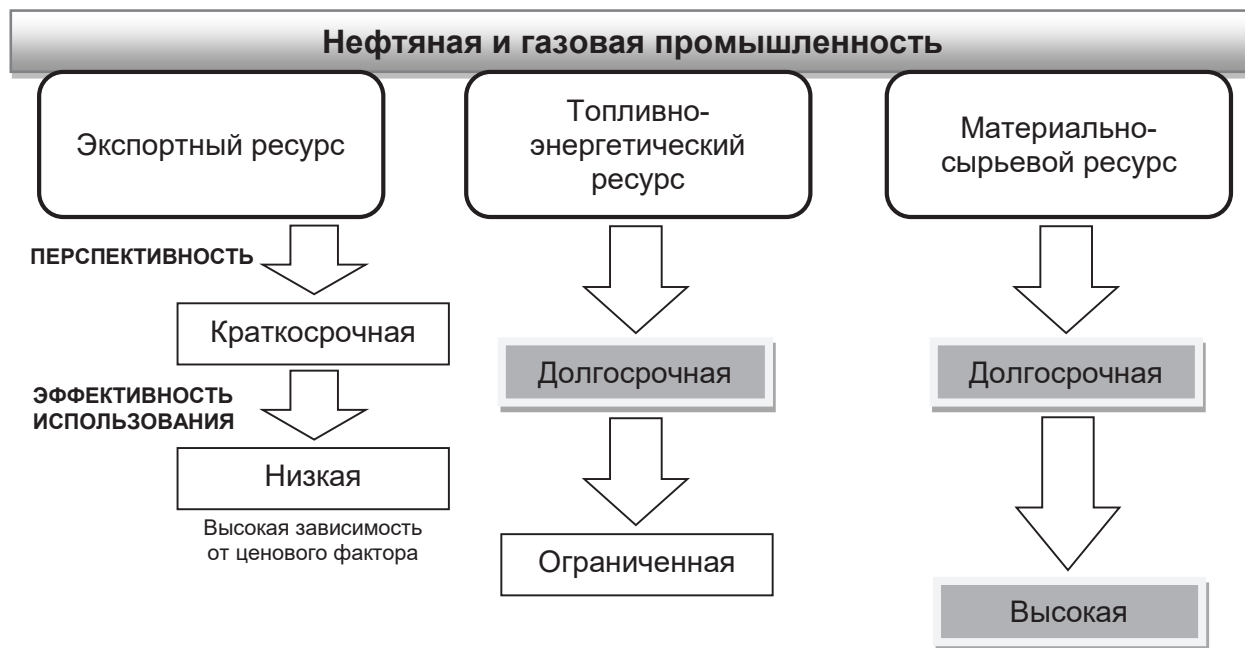 Нефтяная и газовая промышленность
Экспортный ресурс
Топливно-
энергетический
ресурс
Материально-
сырьевой ресурс
ПЕРСПЕКТИВНОСТЬ
Краткосрочная
Долгосрочная
Долгосрочная
ЭФФЕКТИВНОСТЬ
ИСПОЛЬЗОВАНИЯ
Низкая
Высокая зависимость
от ценового фактора
Ограниченная
Высокая